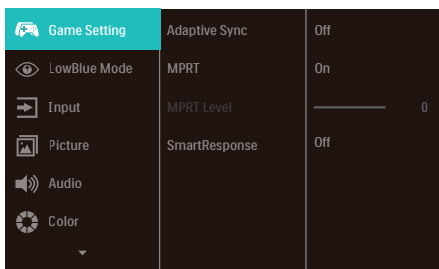 Game Setting Adaptive Sync Off
LowBlue Mode MPRT On
Input MPRT Level 0
Picture SmartResponse Off
Audio
Color